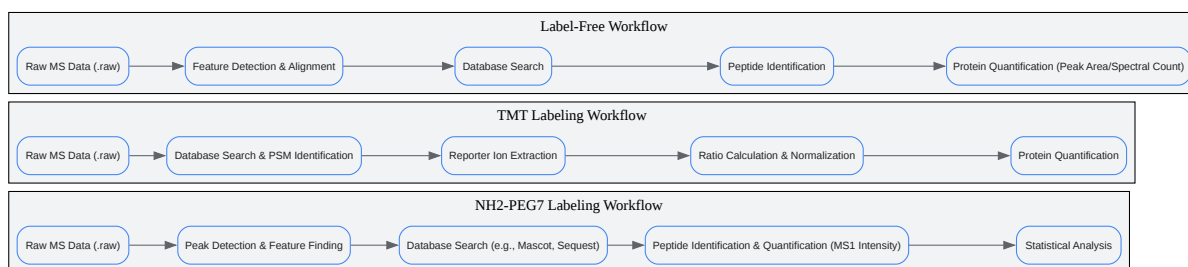 Label-Free Workflow
Raw MS Data (.raw)
Feature Detection & Alignment
Database Search
Peptide Identification
Protein Quantification (Peak Area/Spectral Count)
TMT Labeling Workflow
Raw MS Data (.raw)
Database Search & PSM Identification
Reporter Ion Extraction
Ratio Calculation & Normalization
Protein Quantification
NH2-PEG7 Labeling Workflow
Raw MS Data (.raw)
Peak Detection & Feature Finding
Database Search (e.g., Mascot, Sequest)
Peptide Identification & Quantification (MS1 Intensity)
Statistical Analysis